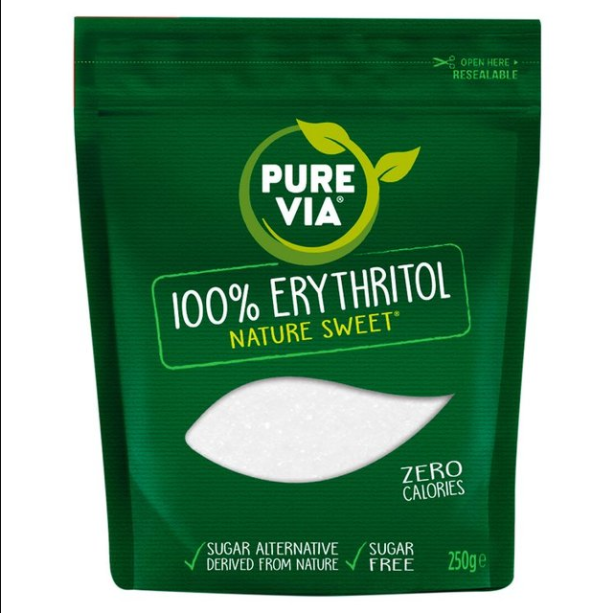 OPEN HERE •
RESEALABLE
PURE
VIA®
100% ERYTHRITOL
NATURE SWEET®
ZERO
CALORIES
SUGAR ALTERNATIVE
DERIVED FROM NATURE
SUGAR
FREE
250g e